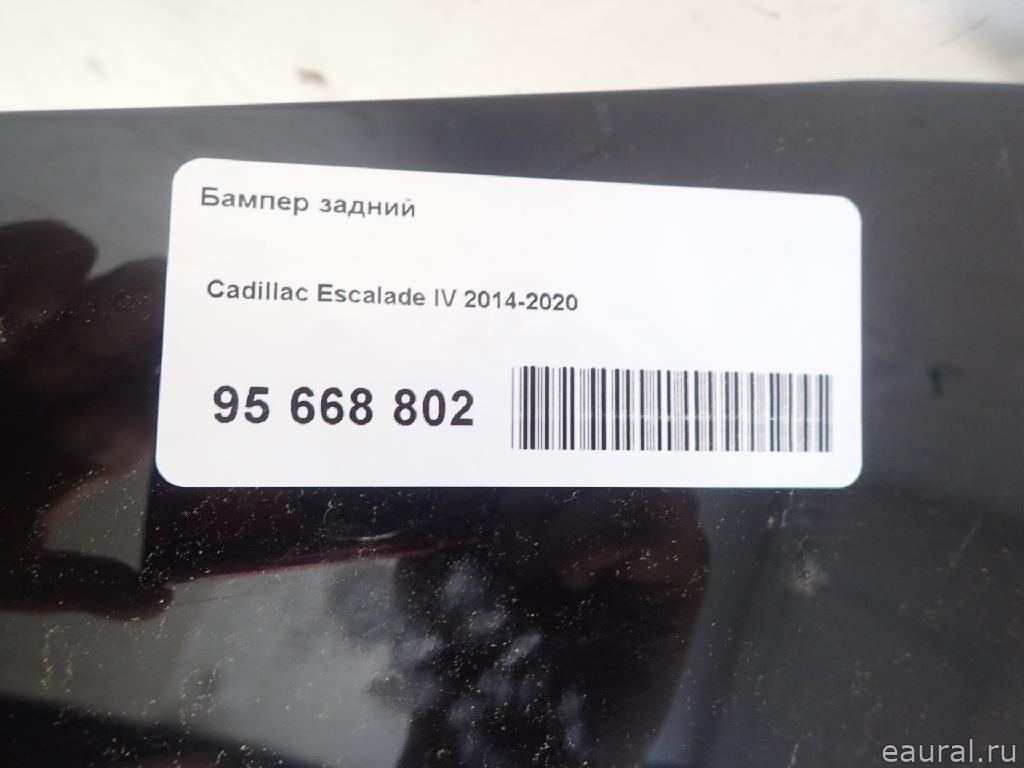 Бампер задний
Cadillac Escalade IV 2014-2020
95 668 802
eaural.ru